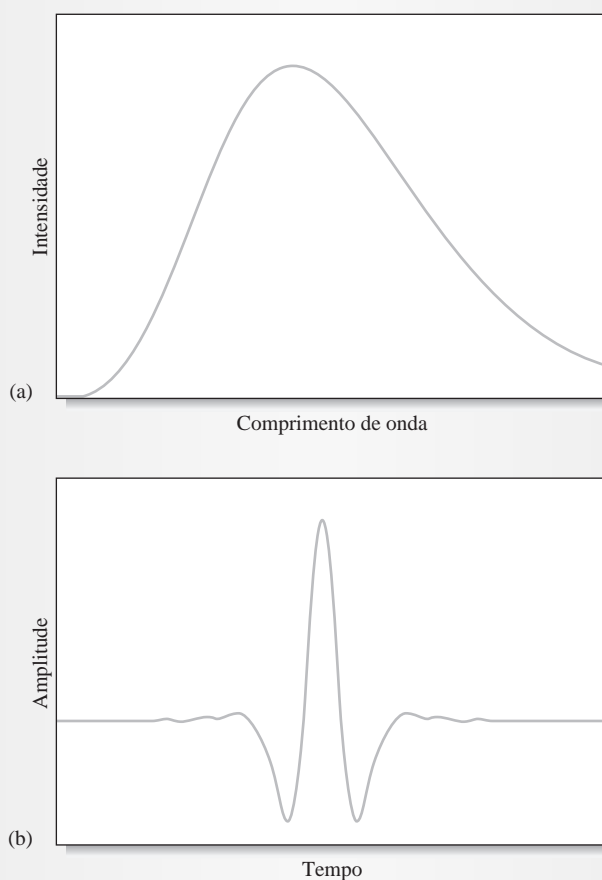 Intensidade
(a)
Comprimento de onda
Amplitude
(b)
Tempo